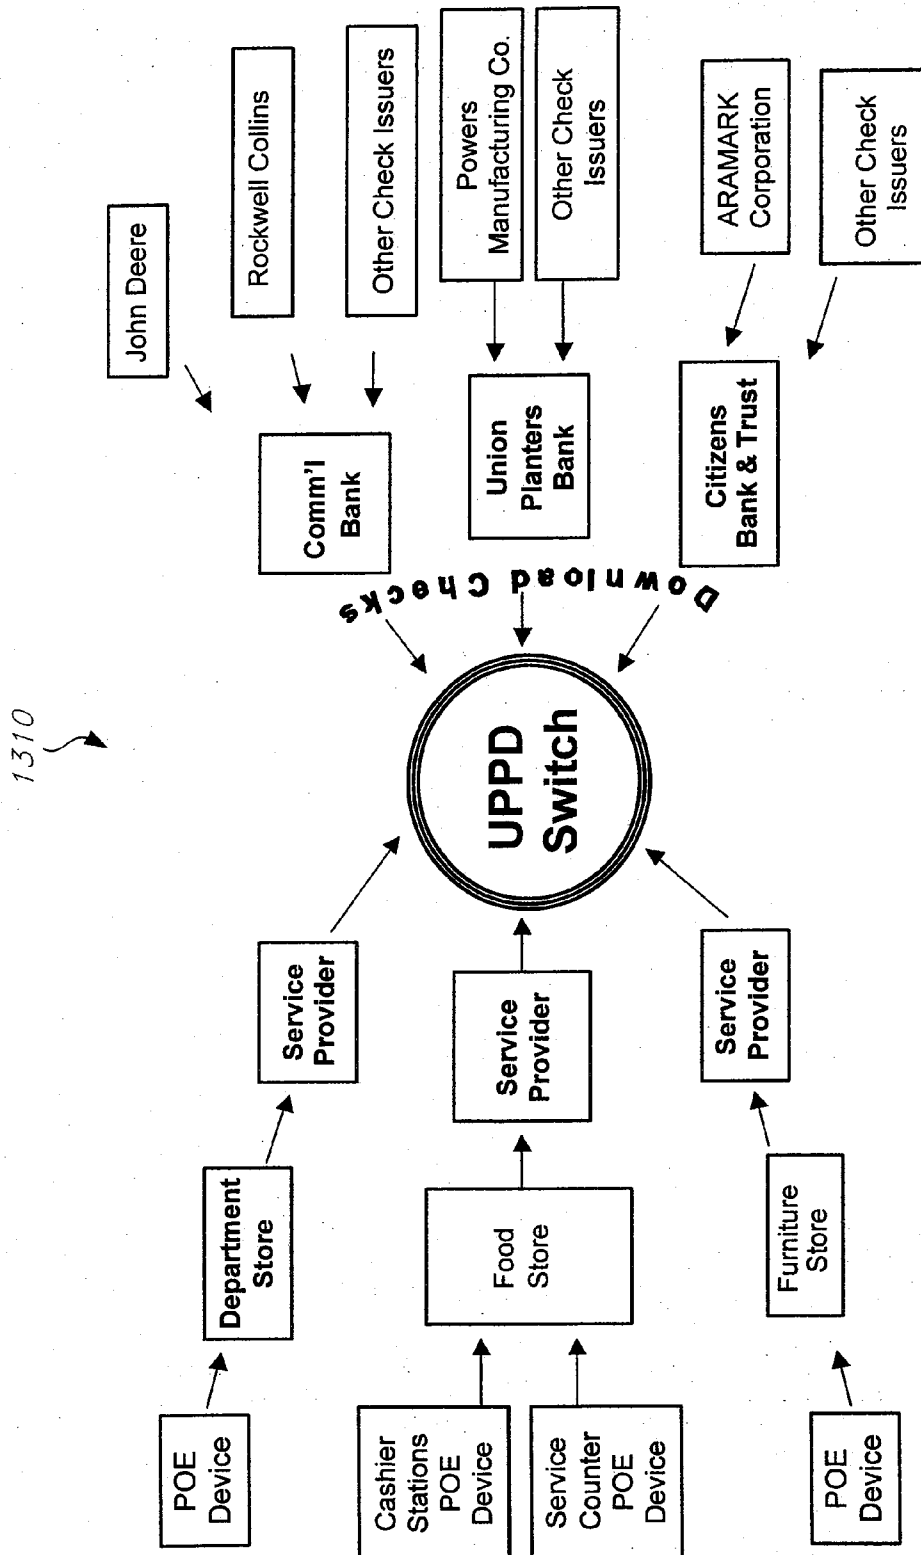 1310
John Deere
Rockwell Collins
Other Check Issuers
Powers
Manufacturing Co.
Other Check
Issuers
ARAMARK
Corporation
Other Check
Issuers
Comm'l
Bank
Union
Planters
Bank
Citizens
Bank & Trust
Download Checks
UPPD
Switch
Service
Provider
Service
Provider
Service
Provider
Department
Store
Food
Store
Furniture
Store
POE
Device
Cashier
Stations
POE
Device
Service
Counter
POE
Device
POE
Device